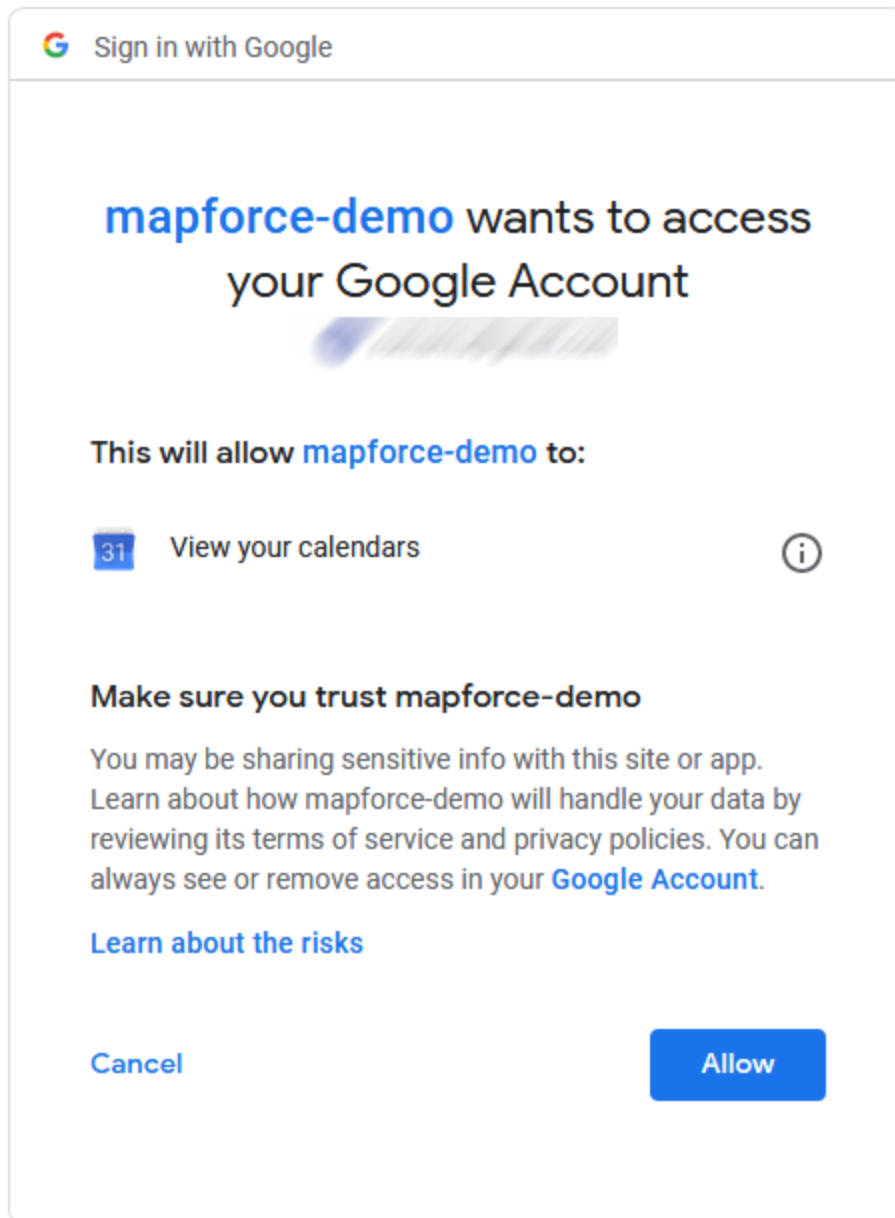 Sign in with Google
mapforce-demo wants to access
your Google Account
This will allow mapforce-demo to:
31
View your calendars
Make sure you trust mapforce-demo
You may be sharing sensitive info with this site or app.
Learn about how mapforce-demo will handle your data by
reviewing its terms of service and privacy policies. You can
always see or remove access in your Google Account.
Learn about the risks
Cancel
Allow